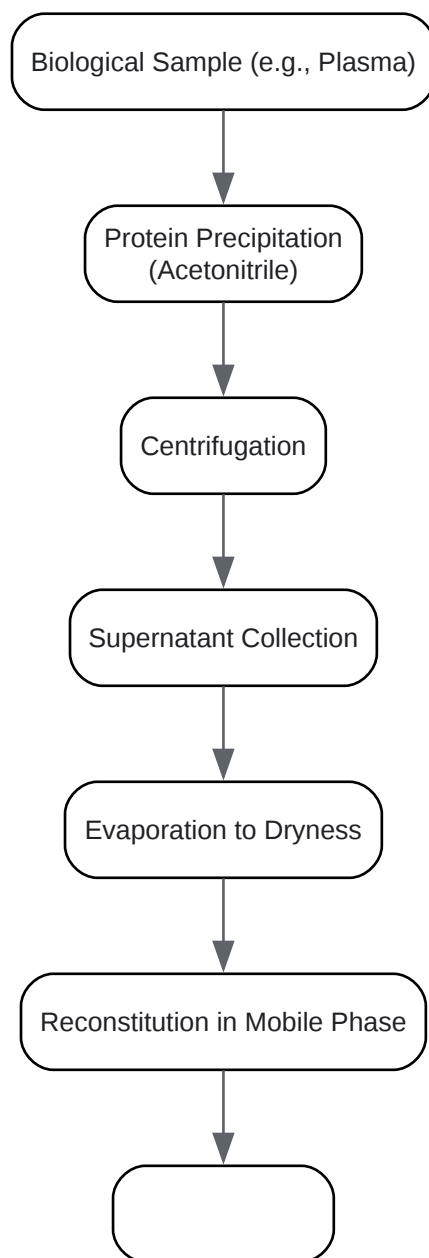 Biological Sample (e.g., Plasma)
Protein Precipitation
(Acetonitrile)
Centrifugation
Supernatant Collection
Evaporation to Dryness
Reconstitution in Mobile Phase